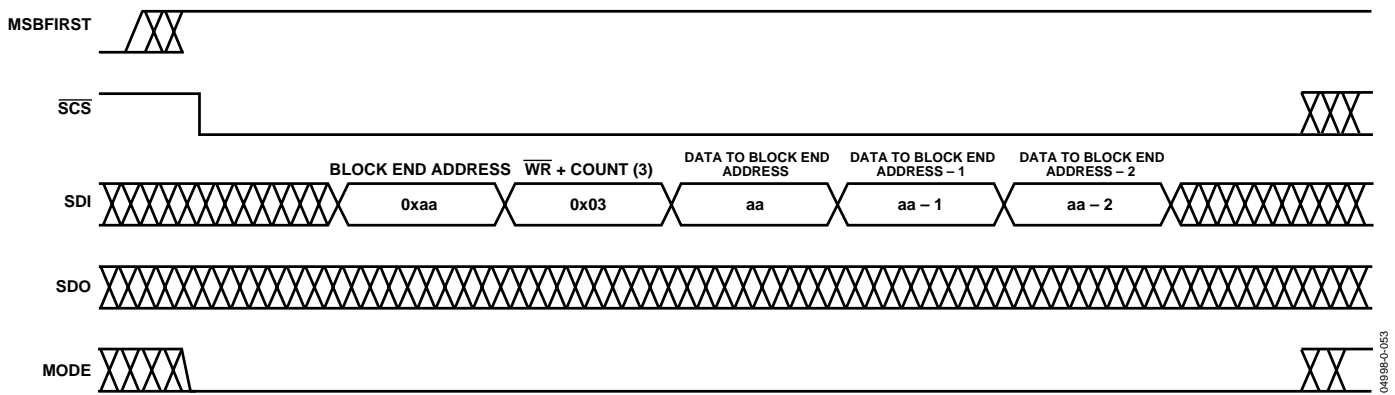 MSBFIRST
SCS
BLOCK END ADDRESS
WR + COUNT (3)
DATA TO BLOCK END
ADDRESS
DATA TO BLOCK END
ADDRESS – 1
DATA TO BLOCK END
ADDRESS – 2
SDI
0xaa
0x03
aa
aa – 1
aa – 2
SDO
MODE
04998-0-053